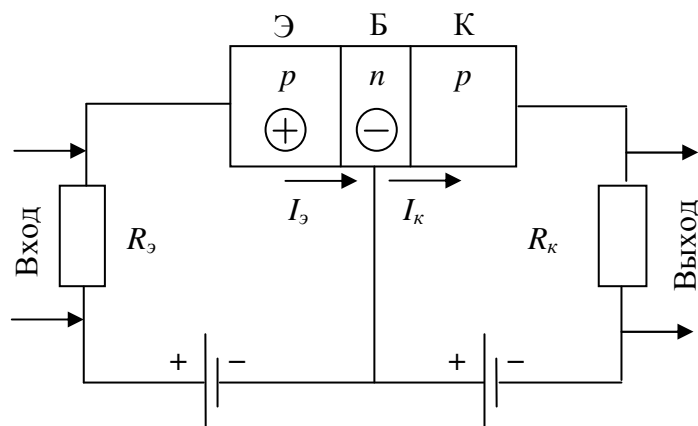 Э Б К
p n p
+ −
Iэ Iк
Вход Rэ Rк Выход
+ − + −